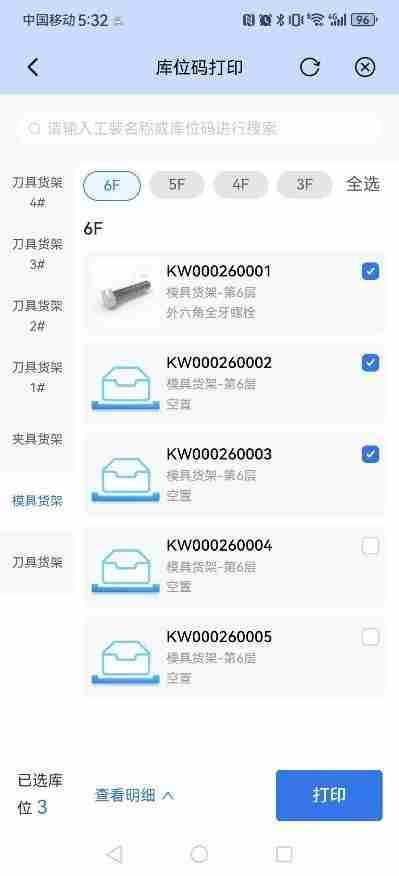 中国移动 5:32 96
库位码打印
请输入工装名称或库位码进行搜索
刀具货架
4#
刀具货架
3#
刀具货架
2#
刀具货架
1#
夹具货架
模具货架
刀具货架
6F 5F 4F 3F 全选
6F
KW000260001
模具货架-第6层
外六角全牙螺栓
KW000260002
模具货架-第6层
空置
KW000260003
模具货架-第6层
空置
KW000260004
模具货架-第6层
空置
KW000260005
模具货架-第6层
空置
已选库
位 3
查看明细
打印